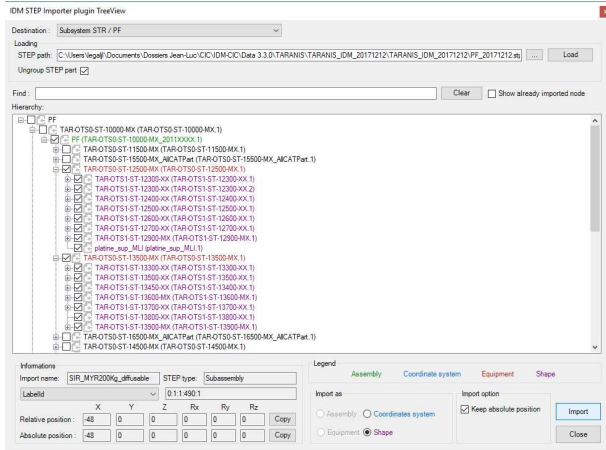 IDM STEP Importer plugin TreeView
Destination : Subsystem STR / PF
Loading
STEP path: C:\Users\legalj\Documents\Dossiers Jean-Luc\CIC\IDM-CIC\Data 3.3.0\TARANIS\TARANIS_IDM_20171212\TARANIS_IDM_20171212\PF_20171212.st ... Load
Ungroup STEP part
Find : Clear Show already imported node
Hierarchy:
PF
TAR-OTS0-ST-10000-MX (TAR-OTS0-ST-10000-MX.1)
PF (TAR-OTS0-ST-10000-MX_2011XXXX.1)
TAR-OTS0-ST-11500-MX (TAR-OTS0-ST-11500-MX.1)
TAR-OTS0-ST-15500-MX_AllCATPart (TAR-OTS0-ST-15500-MX_AllCATPart.1)
TAR-OTS0-ST-12500-MX (TAR-OTS0-ST-12500-MX.1)
TAR-OTS1-ST-12300-XX (TAR-OTS1-ST-12300-XX.1)
TAR-OTS1-ST-12300-XX (TAR-OTS1-ST-12300-XX.2)
TAR-OTS1-ST-12400-XX (TAR-OTS1-ST-12400-XX.1)
TAR-OTS1-ST-12500-XX (TAR-OTS1-ST-12500-XX.1)
TAR-OTS1-ST-12600-XX (TAR-OTS1-ST-12600-XX.1)
TAR-OTS1-ST-12700-XX (TAR-OTS1-ST-12700-XX.1)
TAR-OTS1-ST-12900-MX (TAR-OTS1-ST-12900-MX.1)
platine_sup_MLI (platine_sup_MLI.1)
TAR-OTS0-ST-13500-MX (TAR-OTS0-ST-13500-MX.1)
TAR-OTS1-ST-13300-XX (TAR-OTS1-ST-13300-XX.1)
TAR-OTS1-ST-13500-XX (TAR-OTS1-ST-13500-XX.1)
TAR-OTS1-ST-13450-XX (TAR-OTS1-ST-13400-XX.1)
TAR-OTS1-ST-13600-MX (TAR-OTS1-ST-13600-MX.1)
TAR-OTS1-ST-13700-XX (TAR-OTS1-ST-13700-XX.1)
TAR-OTS1-ST-13800-XX (TAR-OTS1-ST-13800-XX.1)
TAR-OTS1-ST-13900-MX (TAR-OTS1-ST-13900-MX.1)
TAR-OTS0-ST-16500-MX_AllCATPart (TAR-OTS0-ST-16500-MX_AllCATPart.1)
TAR-OTS0-ST-14500-MX (TAR-OTS0-ST-14500-MX.1)
Informations
Import name: SIR_MYR200Kg_diffusable STEP type: Subassembly
LabelId 0:1:1:490:1
X Y Z Rx Ry Rz
Relative position : -48 0 0 0 0 0 Copy
Absolute position : -48 0 0 0 0 0 Copy
Legend
Assembly Coordinate system Equipment Shape
Import as
Assembly Coordinates system
Equipment Shape
Import option
Keep absolute position
Import
Close